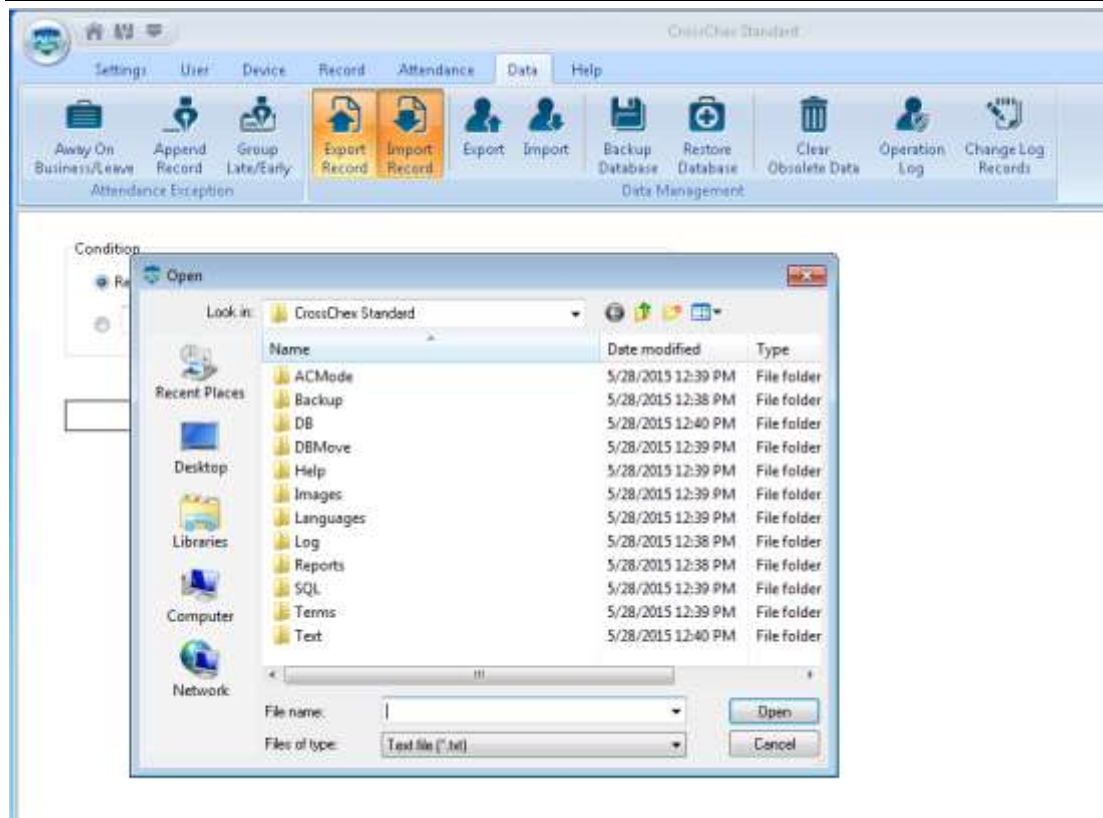 CrossChex Standard
Settings User Device Record Attendance Data Help
Away On Business/Leave
Append Record
Group Late/Early
Export Record
Import Record
Export
Import
Backup Database
Restore Database
Clear Obsolete Data
Operation Log
Change Log Records
Attendance Exception
Data Management
Condition
Re
Open
Look in: CrossChex Standard
Name Date modified Type
ACMode 5/28/2015 12:39 PM File folder
Backup 5/28/2015 12:38 PM File folder
DB 5/28/2015 12:40 PM File folder
DBMove 5/28/2015 12:39 PM File folder
Help 5/28/2015 12:39 PM File folder
Images 5/28/2015 12:39 PM File folder
Languages 5/28/2015 12:39 PM File folder
Log 5/28/2015 12:38 PM File folder
Reports 5/28/2015 12:38 PM File folder
SQL 5/28/2015 12:39 PM File folder
Terms 5/28/2015 12:39 PM File folder
Text 5/28/2015 12:40 PM File folder
Recent Places
Desktop
Libraries
Computer
Network
File name: Open
Files of type: Text file (*.txt) Cancel